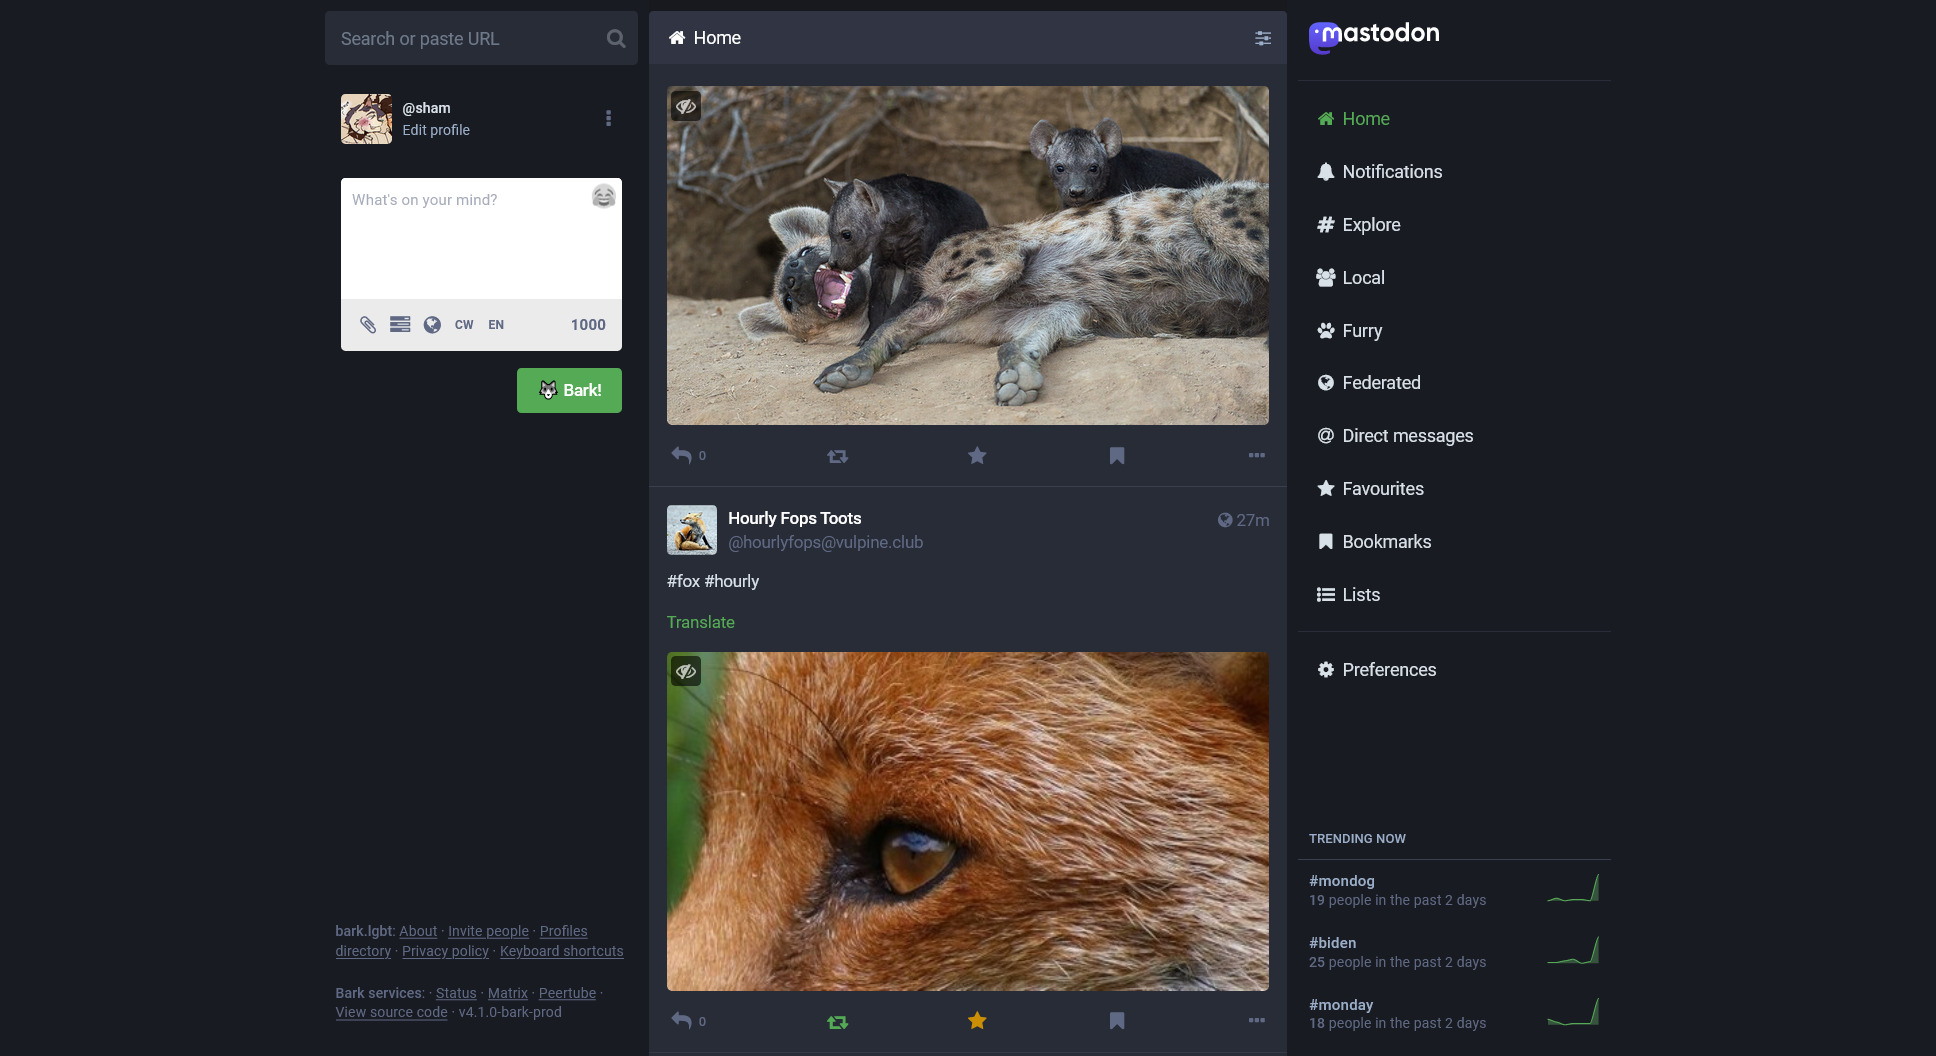 Search or paste URL
@sham
Edit profile
What's on your mind?
CW EN 1000
Bark!
bark.lgbt: About · Invite people · Profiles
directory · Privacy policy · Keyboard shortcuts
Bark services: · Status · Matrix · Peertube ·
View source code · v4.1.0-bark-prod
Home
0
Hourly Fops Toots
27m
@hourlyfops@vulpine.club
#fox #hourly
Translate
0
mastodon
Home
Notifications
Explore
Local
Furry
Federated
Direct messages
Favourites
Bookmarks
Lists
Preferences
TRENDING NOW
#mondog
19 people in the past 2 days
#biden
25 people in the past 2 days
#monday
18 people in the past 2 days